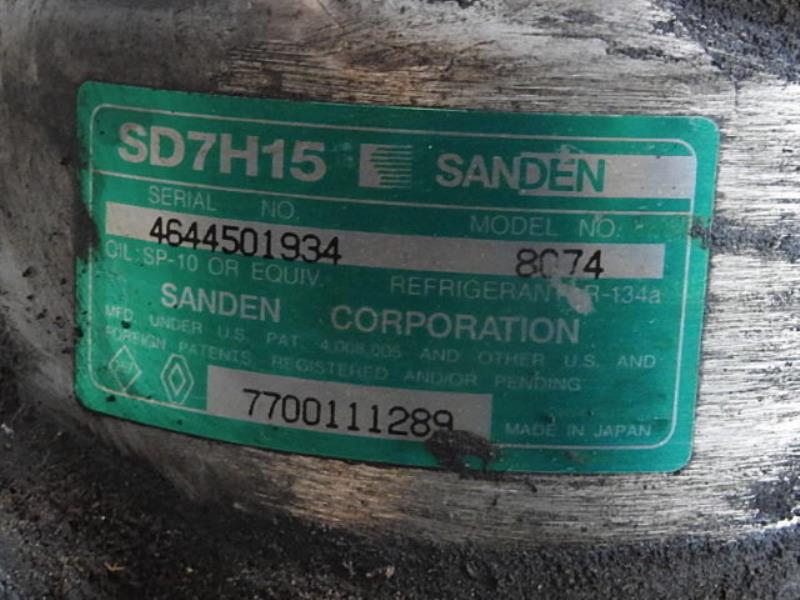 SD7H15 SANDEN
SERIAL NO. MODEL NO.
4644501934 8074
OIL: SP-10 OR EQUIV. REFRIGERANT R-134a
SANDEN CORPORATION
MFD. UNDER U.S. PAT. 4,008,005 AND OTHER U.S. AND
FOREIGN PATENTS REGISTERED AND/OR PENDING
7700111289 MADE IN JAPAN